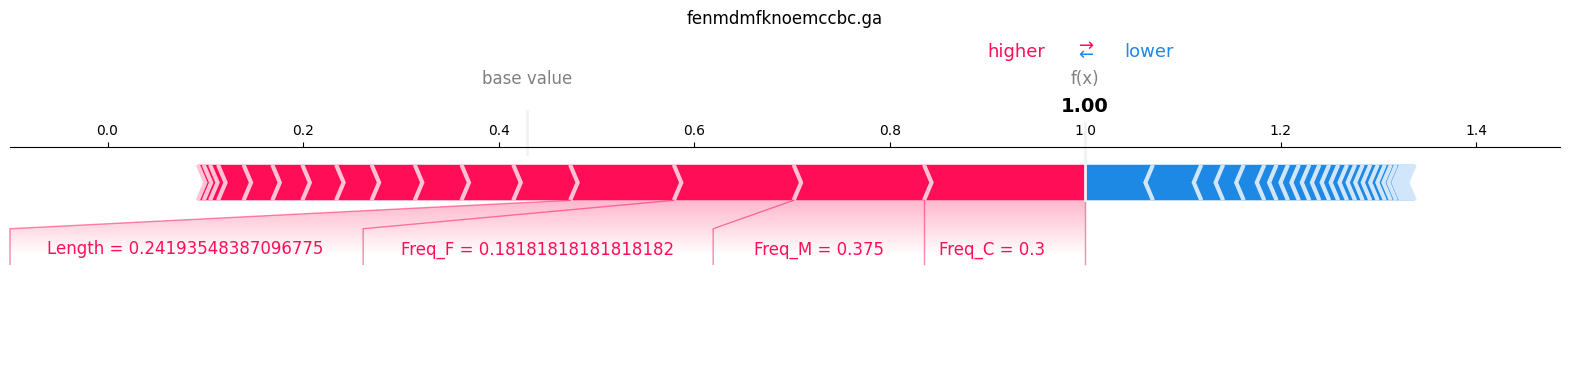 fenmdmfknoemccbc.ga
higher ⇄ lower
base value f(x)
1.00
0.0 0.2 0.4 0.6 0.8 1.0 1.2 1.4
Length = 0.24193548387096775 Freq_F = 0.18181818181818182 Freq_M = 0.375 Freq_C = 0.3